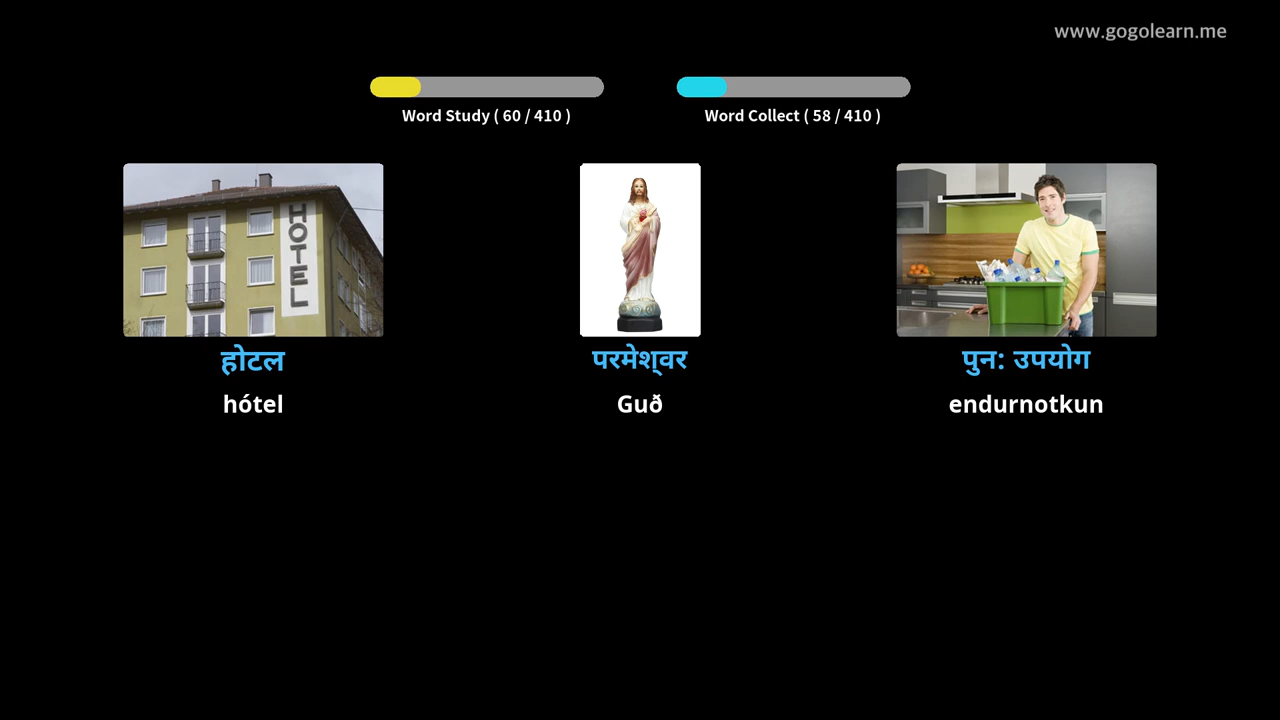 www.gogolearn.me
Word Study ( 60 / 410 )
Word Collect ( 58 / 410 )
HOTEL
होटल
परमेश्‍वर
पुन: उपयोग
hótel
Guð
endurnotkun